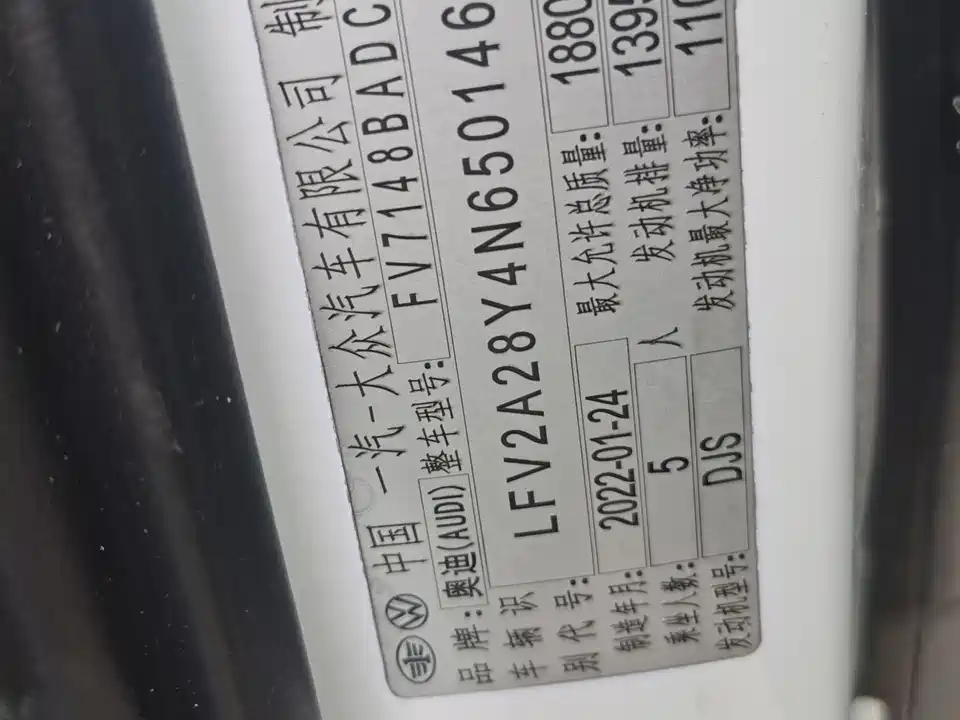 中国 一汽-大众汽车有限公司 制
品牌: 奥迪(AUDI) 整车型号: FV7148BADC
车辆识别代号: LFV2A28Y4N650146
制造年月: 2022-01-24 最大允许总质量: 1880
乘坐人数: 5 人 发动机排量: 1395
发动机型号: DJS 发动机最大净功率: 110